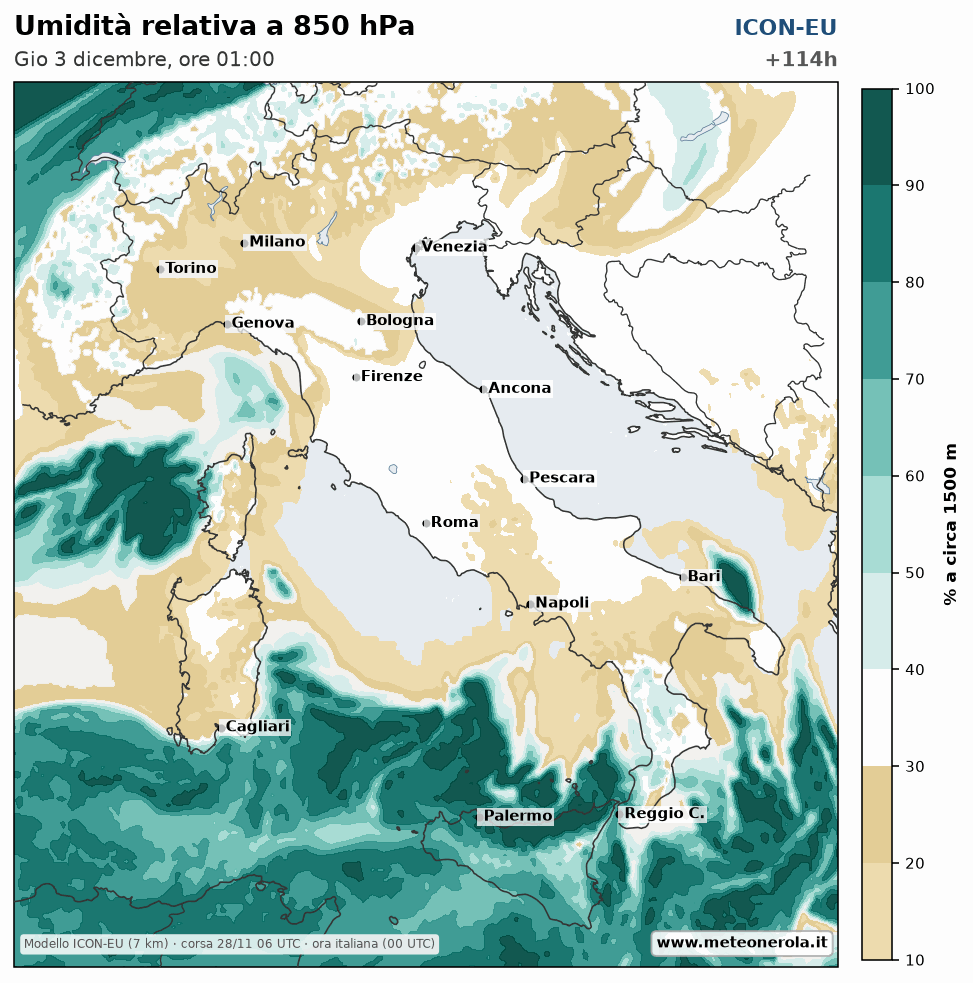 Umidità relativa a 850 hPa
ICON-EU
Gio 3 dicembre, ore 01:00
+114h
100
90
80
70
60
50
40
30
20
10
% a circa 1500 m
Milano
Venezia
Torino
Genova
Bologna
Firenze
Ancona
Pescara
Roma
Bari
Napoli
Cagliari
Palermo
Reggio C.
Modello ICON-EU (7 km) · corsa 28/11 06 UTC · ora italiana (00 UTC)
www.meteonerola.it